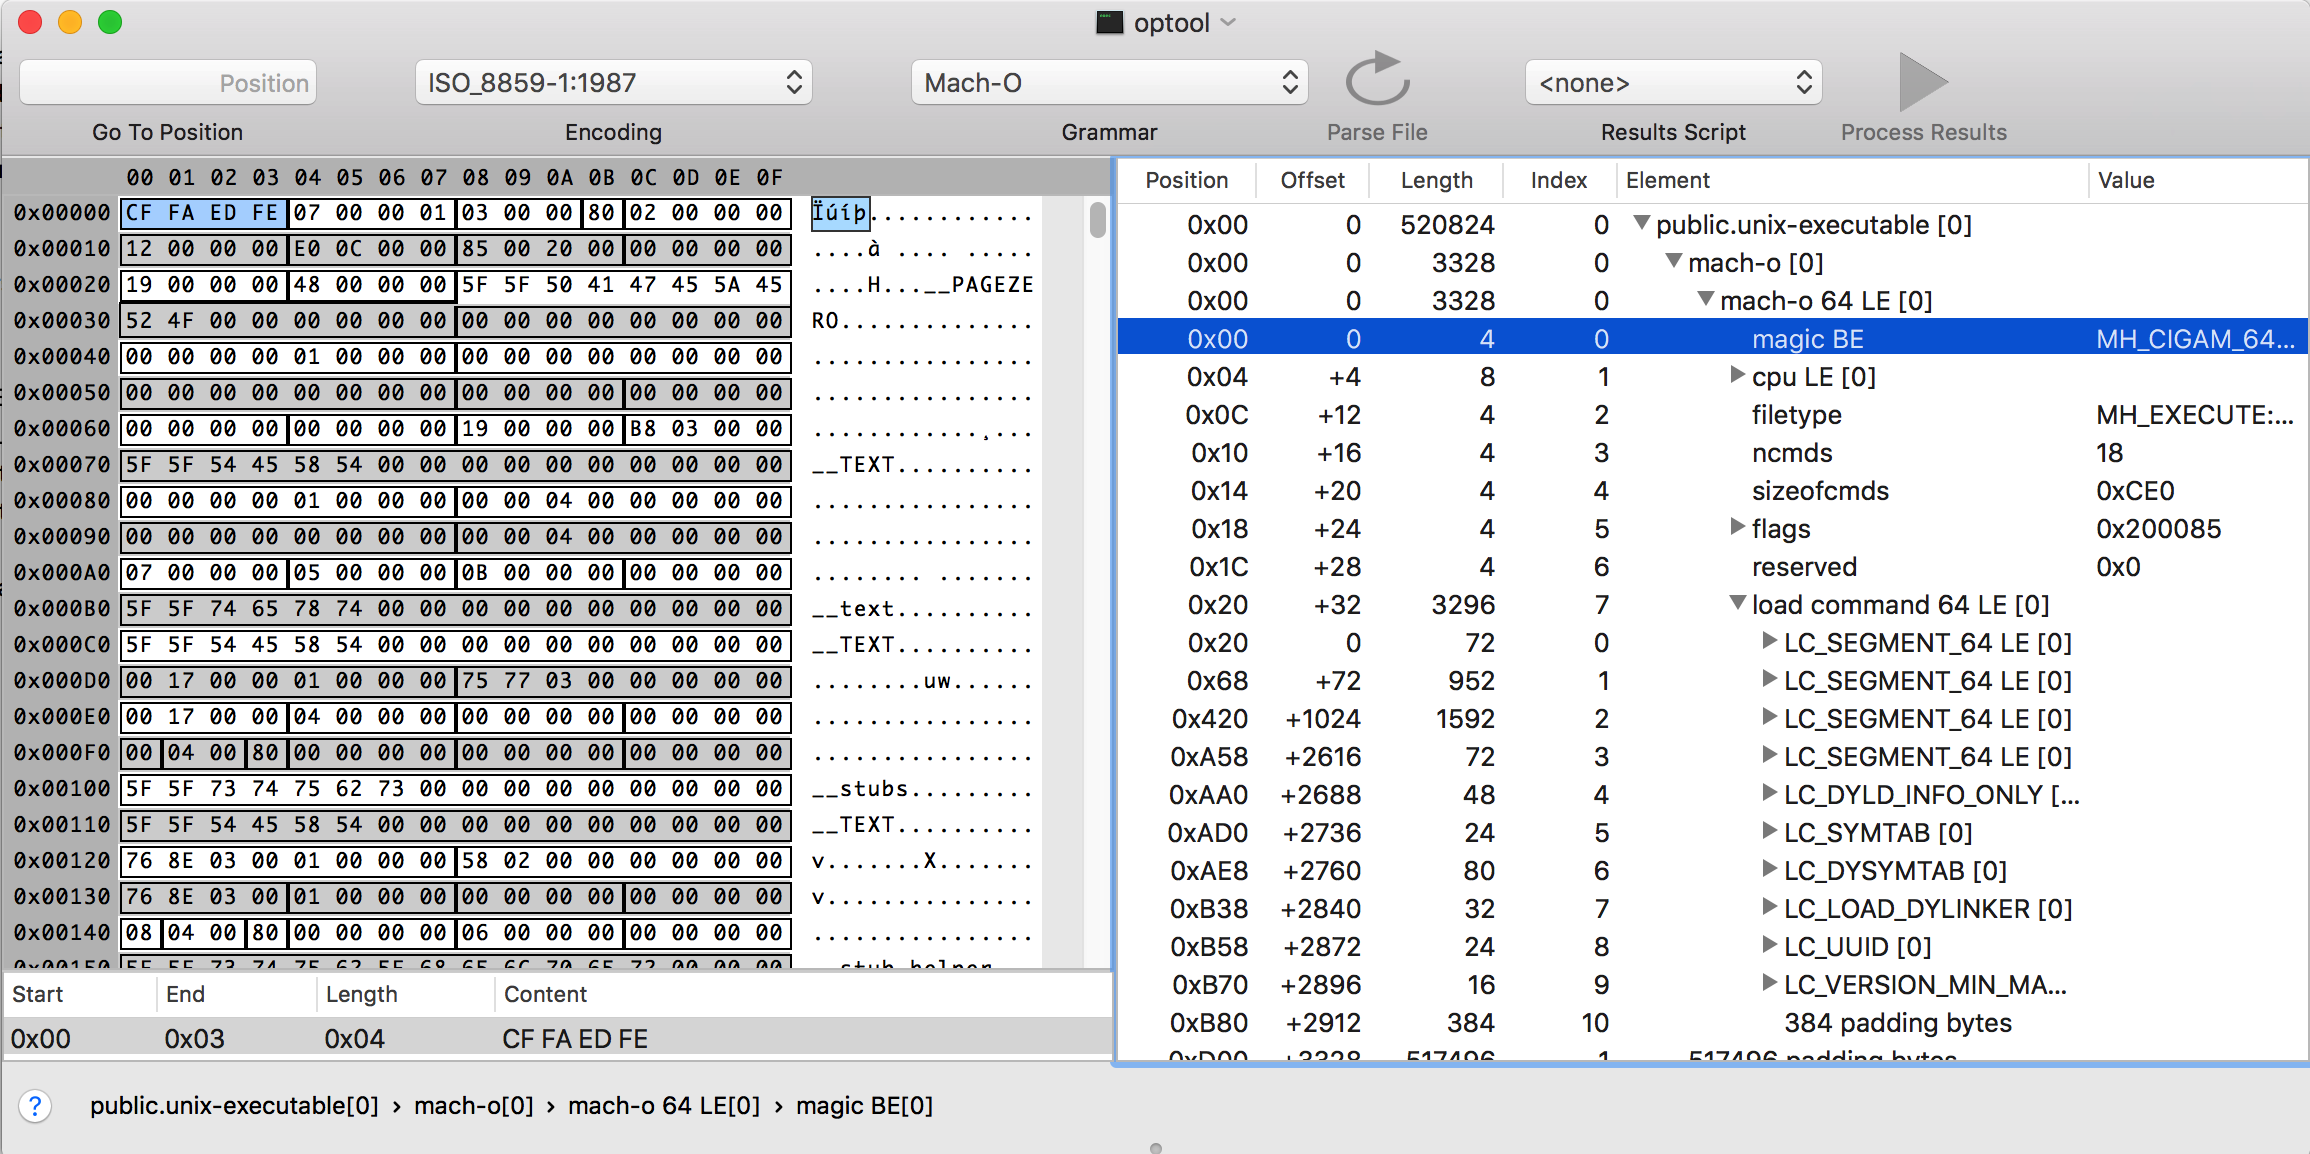 optool
Position ISO_8859-1:1987 Mach-O <none>
Go To Position Encoding Grammar Parse File Results Script Process Results
00 01 02 03 04 05 06 07 08 09 0A 0B 0C 0D 0E 0F
0x00000 CF FA ED FE 07 00 00 01 03 00 00 80 02 00 00 00 Ïúíþ............
0x00010 12 00 00 00 E0 0C 00 00 85 00 20 00 00 00 00 00 ....à .... .....
0x00020 19 00 00 00 48 00 00 00 5F 5F 50 41 47 45 5A 45 ....H...__PAGEZE
0x00030 52 4F 00 00 00 00 00 00 00 00 00 00 00 00 00 00 RO..............
0x00040 00 00 00 00 01 00 00 00 00 00 00 00 00 00 00 00 ................
0x00050 00 00 00 00 00 00 00 00 00 00 00 00 00 00 00 00 ................
0x00060 00 00 00 00 00 00 00 00 19 00 00 00 B8 03 00 00 ............¸...
0x00070 5F 5F 54 45 58 54 00 00 00 00 00 00 00 00 00 00 __TEXT..........
0x00080 00 00 00 00 01 00 00 00 00 00 04 00 00 00 00 00 ................
0x00090 00 00 00 00 00 00 00 00 00 00 04 00 00 00 00 00 ................
0x000A0 07 00 00 00 05 00 00 00 0B 00 00 00 00 00 00 00 ........ .......
0x000B0 5F 5F 74 65 78 74 00 00 00 00 00 00 00 00 00 00 __text..........
0x000C0 5F 5F 54 45 58 54 00 00 00 00 00 00 00 00 00 00 __TEXT..........
0x000D0 00 17 00 00 01 00 00 00 75 77 03 00 00 00 00 00 ........uw......
0x000E0 00 17 00 00 04 00 00 00 00 00 00 00 00 00 00 00 ................
0x000F0 00 04 00 80 00 00 00 00 00 00 00 00 00 00 00 00 ................
0x00100 5F 5F 73 74 75 62 73 00 00 00 00 00 00 00 00 00 __stubs.........
0x00110 5F 5F 54 45 58 54 00 00 00 00 00 00 00 00 00 00 __TEXT..........
0x00120 76 8E 03 00 01 00 00 00 58 02 00 00 00 00 00 00 v.......X.......
0x00130 76 8E 03 00 01 00 00 00 00 00 00 00 00 00 00 00 v...............
0x00140 08 04 00 80 00 00 00 00 06 00 00 00 00 00 00 00 ................
0x00150 5F 5F 73 74 75 62 5F 68 65 6C 70 65 72 00 00 00 __stub_helper...
Start End Length Content
0x00 0x03 0x04 CF FA ED FE
Position Offset Length Index Element Value
0x00 0 520824 0 public.unix-executable [0]
0x00 0 3328 0 mach-o [0]
0x00 0 3328 0 mach-o 64 LE [0]
0x00 0 4 0 magic BE MH_CIGAM_64...
0x04 +4 8 1 cpu LE [0]
0x0C +12 4 2 filetype MH_EXECUTE:...
0x10 +16 4 3 ncmds 18
0x14 +20 4 4 sizeofcmds 0xCE0
0x18 +24 4 5 flags 0x200085
0x1C +28 4 6 reserved 0x0
0x20 +32 3296 7 load command 64 LE [0]
0x20 0 72 0 LC_SEGMENT_64 LE [0]
0x68 +72 952 1 LC_SEGMENT_64 LE [0]
0x420 +1024 1592 2 LC_SEGMENT_64 LE [0]
0xA58 +2616 72 3 LC_SEGMENT_64 LE [0]
0xAA0 +2688 48 4 LC_DYLD_INFO_ONLY [...
0xAD0 +2736 24 5 LC_SYMTAB [0]
0xAE8 +2760 80 6 LC_DYSYMTAB [0]
0xB38 +2840 32 7 LC_LOAD_DYLINKER [0]
0xB58 +2872 24 8 LC_UUID [0]
0xB70 +2896 16 9 LC_VERSION_MIN_MA...
0xB80 +2912 384 10 384 padding bytes
0xD00 +3328 517496 1 517496 padding bytes
? public.unix-executable[0] › mach-o[0] › mach-o 64 LE[0] › magic BE[0]